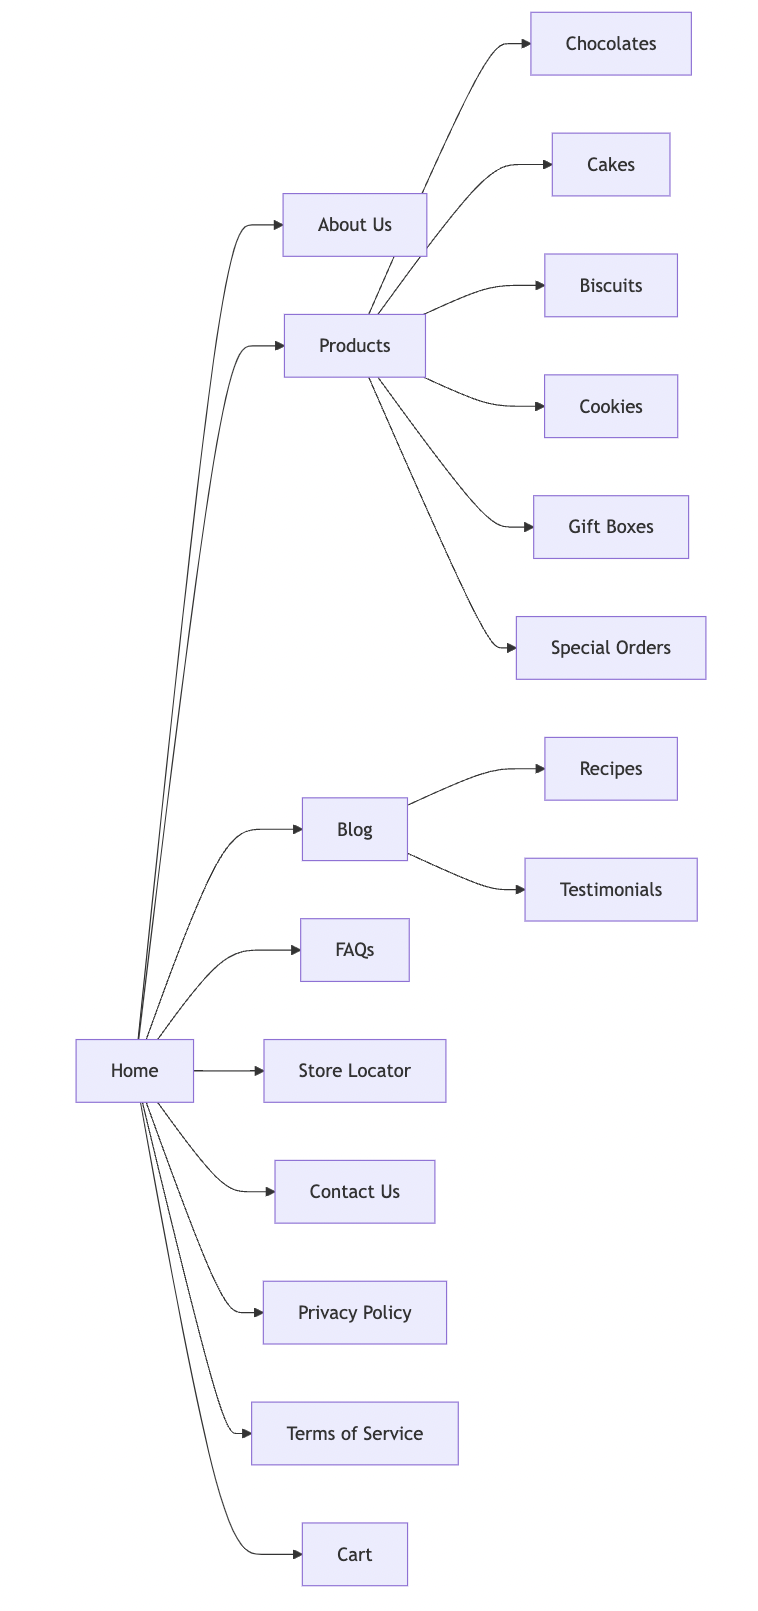 Chocolates
Cakes
About Us
Biscuits
Products
Cookies
Gift Boxes
Special Orders
Recipes
Blog
Testimonials
FAQs
Home
Store Locator
Contact Us
Privacy Policy
Terms of Service
Cart